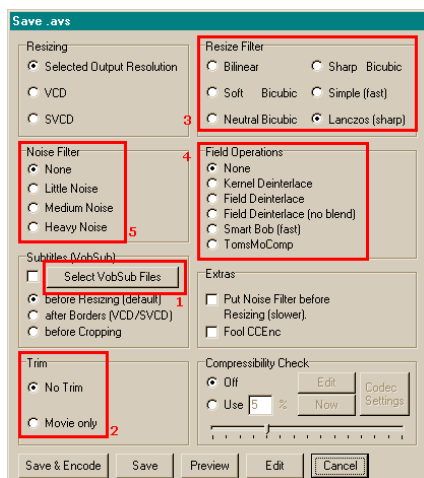 Save .avs
Resizing
Selected Output Resolution
VCD
SVCD
Resize Filter
Bilinear
Sharp Bicubic
Soft Bicubic
Simple (fast)
3
Neutral Bicubic
Lanczos (sharp)
Noise Filter
None
Little Noise
Medium Noise
Heavy Noise
5
4
Field Operations
None
Kernel Deinterlace
Field Deinterlace
Field Deinterlace (no blend)
Smart Bob (fast)
TomsMoComp
Subtitles (VobSub)
Select VobSub Files
1
before Resizing (default)
after Borders (VCD/SVCD)
before Cropping
Extras
Put Noise Filter before
Resizing (slower).
Fool CCEnc
Trim
No Trim
Movie only
2
Compressibility Check
Off
Edit
Codec
Settings
Use 5 %
Now
Save & Encode
Save
Preview
Edit
Cancel